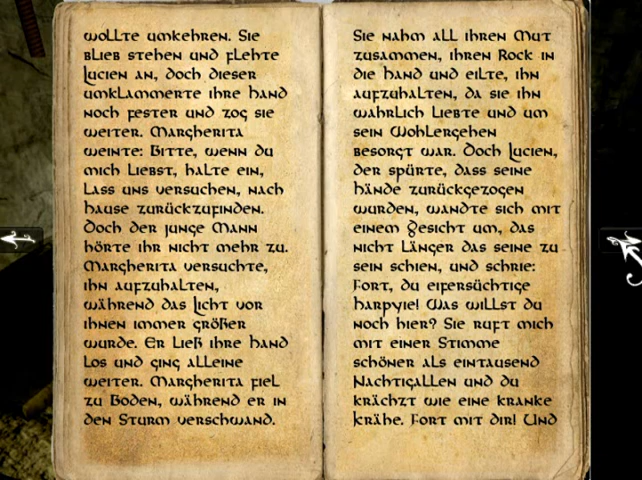 wollte umkehren. Sie
blieb stehen und flehte
Lucien an, doch dieser
umklammerte ihre Hand
noch fester und zog sie
weiter. Margherita
weinte: Bitte, wenn du
mich liebst, halte ein,
lass uns versuchen, nach
Hause zurückzufinden.
Doch der junge Mann
hörte ihr nicht mehr zu.
Margherita versuchte,
ihn aufzuhalten,
während das Licht vor
ihnen immer größer
wurde. Er ließ ihre Hand
los und ging alleine
weiter. Margherita fiel
zu Boden, während er in
den Sturm verschwand.
Sie nahm all ihren Mut
zusammen, ihren Rock in
die Hand und eilte, ihn
aufzuhalten, da sie ihn
wahrlich liebte und um
sein Wohlergehen
besorgt war. Doch Lucien,
der spürte, dass seine
Hände zurückgezogen
wurden, wandte sich mit
einem Gesicht um, das
nicht länger das seine zu
sein schien, und schrie:
Fort, du eifersüchtige
Harpyie! Was willst du
noch hier? Sie ruft mich
mit einer Stimme
schöner als eintausend
Nachtigallen und du
krächzt wie eine kranke
Krähe. Fort mit dir! Und